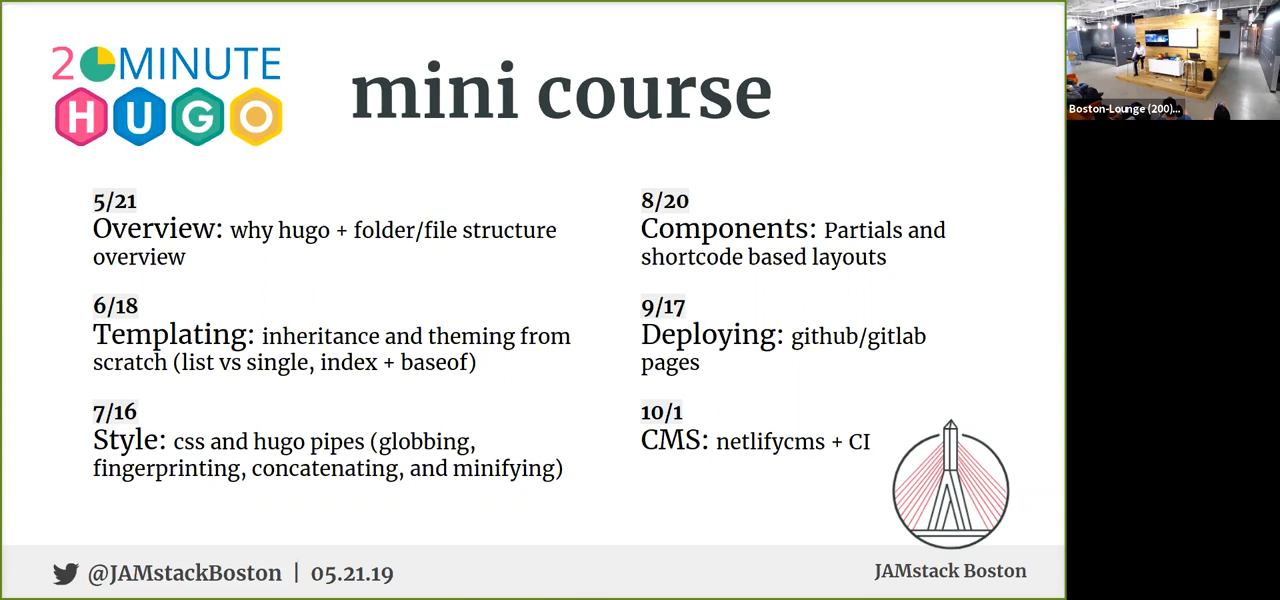 20 MINUTE
HUGO
mini course
5/21
Overview: why hugo + folder/file structure
overview
6/18
Templating: inheritance and theming from
scratch (list vs single, index + baseof)
7/16
Style: css and hugo pipes (globbing,
fingerprinting, concatenating, and minifying)
8/20
Components: Partials and
shortcode based layouts
9/17
Deploying: github/gitlab
pages
10/1
CMS: netlifycms + CI
@JAMstackBoston | 05.21.19
JAMstack Boston
Boston-Lounge (200)...